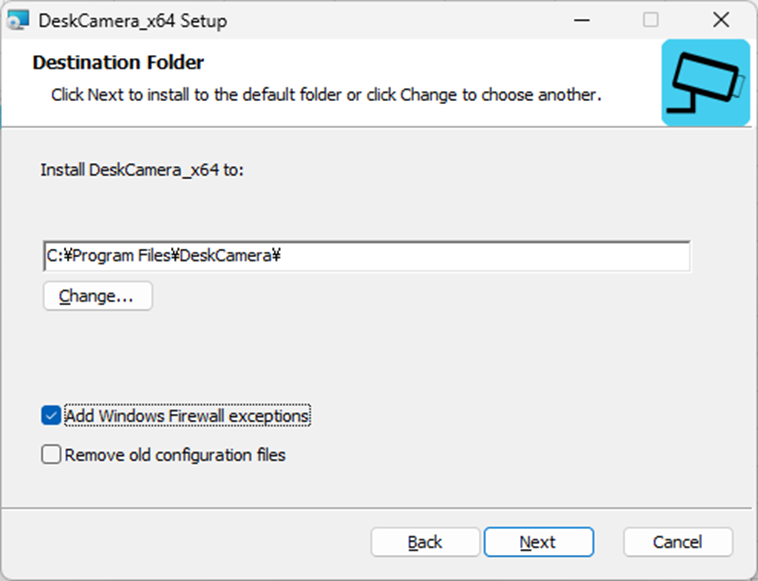 DeskCamera_x64 Setup
Destination Folder
Click Next to install to the default folder or click Change to choose another.
Install DeskCamera_x64 to:
C:¥Program Files¥DeskCamera¥
Change...
Add Windows Firewall exceptions
Remove old configuration files
Back Next Cancel